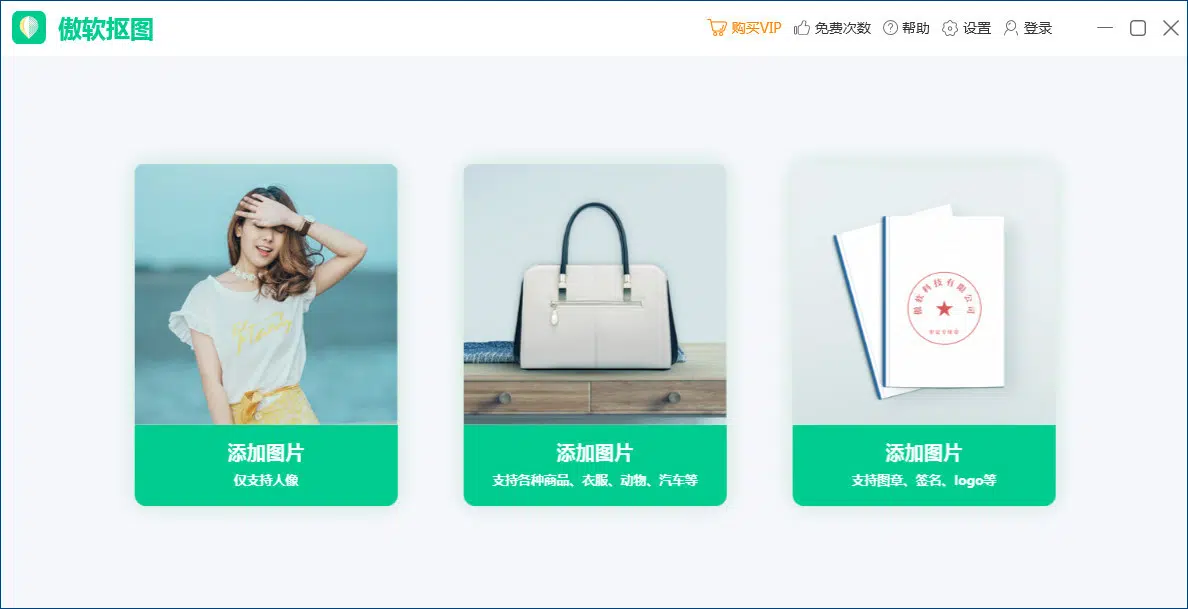 傲软抠图
购买VIP 免费次数 帮助 设置 登录
傲软科技有限公司
添加图片
仅支持人像
添加图片
支持各种商品、衣服、动物、汽车等
添加图片
支持图章、签名、logo等